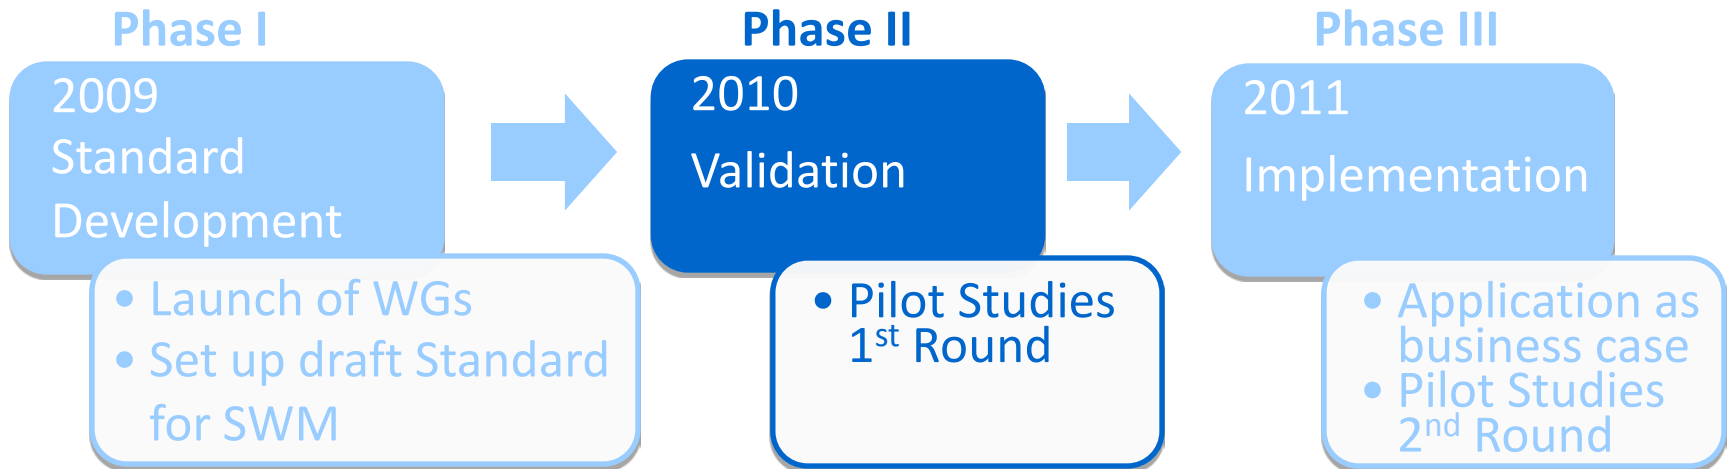 Phase I
2009
Standard
Development
• Launch of WGs
• Set up draft Standard
for SWM
Phase II
2010
Validation
• Pilot Studies
1st Round
Phase III
2011
Implementation
• Application as
business case
• Pilot Studies
2nd Round